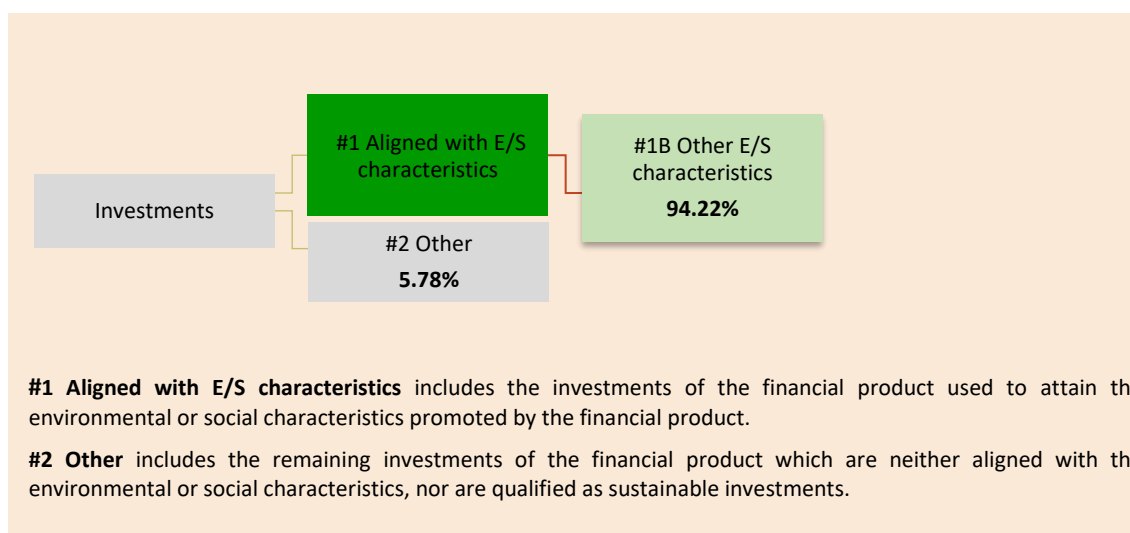 #1 Aligned with E/S
characteristics
#1B Other E/S
characteristics
94.22%
Investments
#2 Other
5.78%
#1 Aligned with E/S characteristics includes the investments of the financial product used to attain th
environmental or social characteristics promoted by the financial product.
#2 Other includes the remaining investments of the financial product which are neither aligned with th
environmental or social characteristics, nor are qualified as sustainable investments.